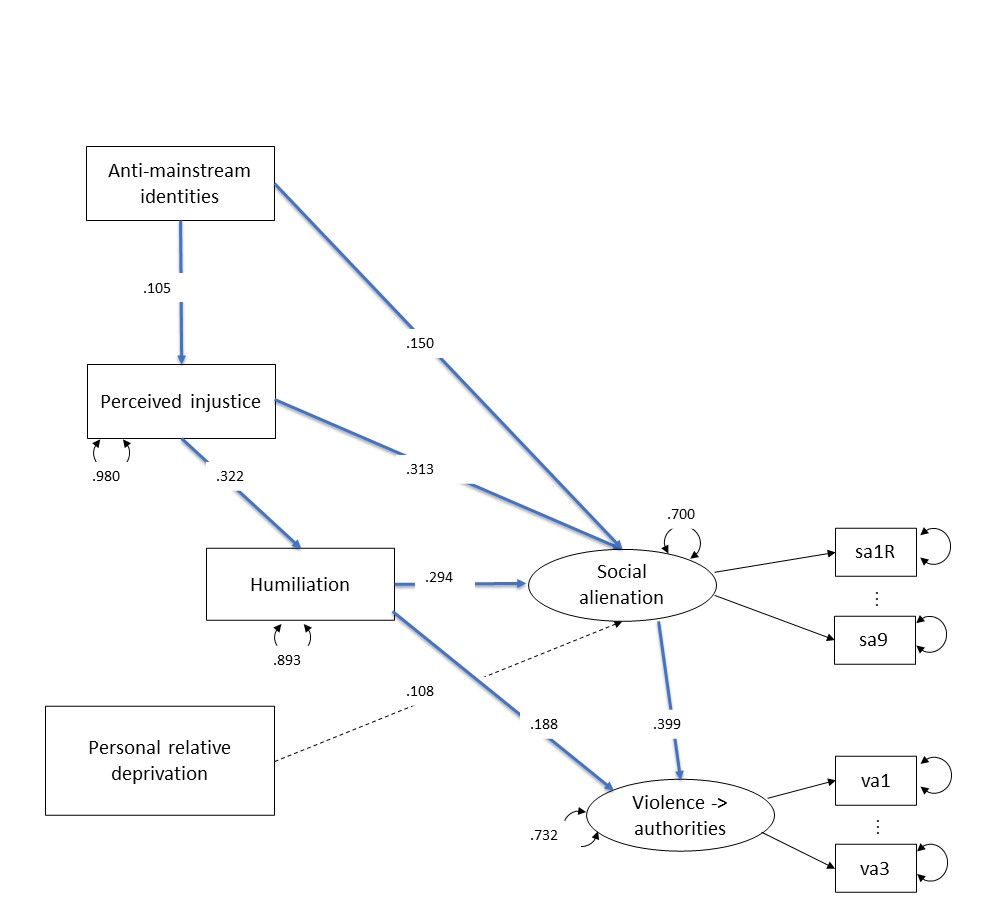 Anti-mainstream
identities
.105
.150
Perceived injustice
.980
.322
.313
.700
Humiliation
.294
Social
alienation
sa1R
⋮
sa9
.893
.108
Personal relative
deprivation
.188
.399
Violence ->
authorities
.732
va1
⋮
va3